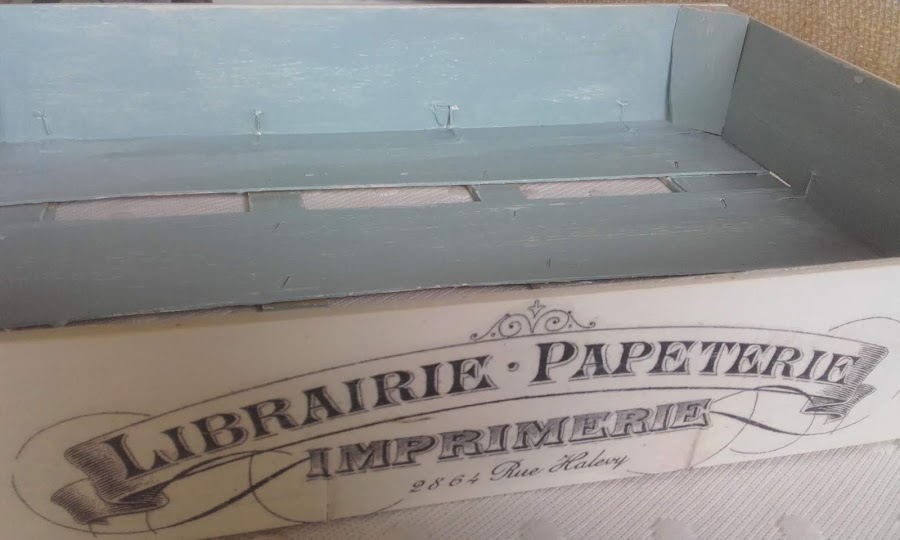 LIBRAIRIE · PAPETERIE
IMPRIMERIE
2864 Rue Halevy